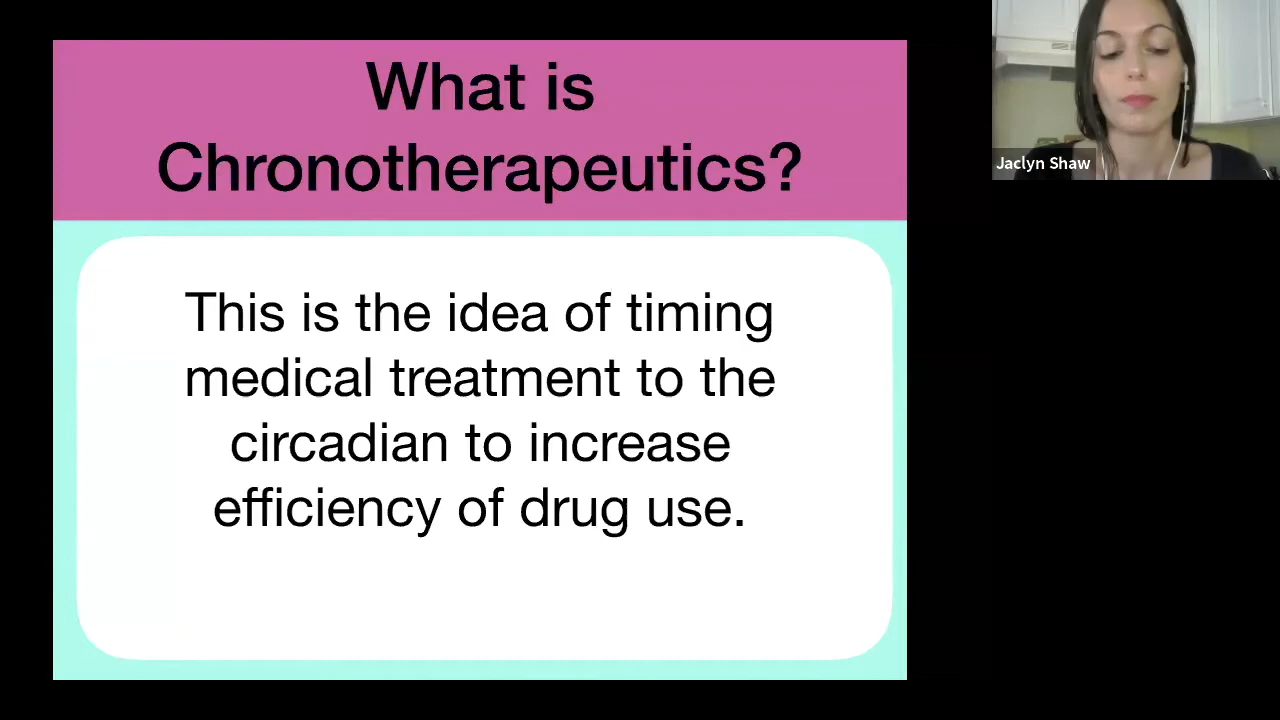 What is
Chronotherapeutics?
This is the idea of timing
medical treatment to the
circadian to increase
efficiency of drug use.
Jaclyn Shaw